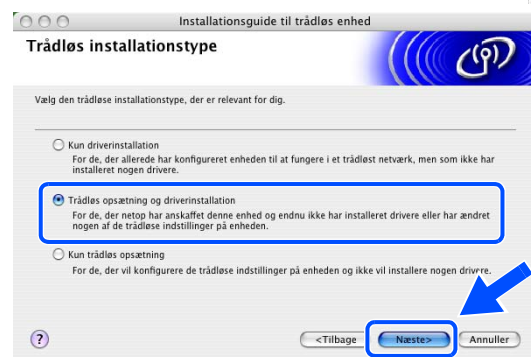 Installationsguide til trådløs enhed
Trådløs installationstype
Vælg den trådløse installationstype, der er relevant for dig.
Kun driverinstallation
For de, der allerede har konfigureret enheden til at fungere i et trådløst netværk, men som ikke har
installeret nogen drivere.
Trådløs opsætning og driverinstallation
For de, der netop har anskaffet denne enhed og endnu ikke har installeret drivere eller har ændret
nogen af de trådløse indstillinger på enheden.
Kun trådløs opsætning
For de, der vil konfigurere de trådløse indstillinger på enheden og ikke vil installere nogen drivere.
?
<Tilbage
Næste>
Annuller